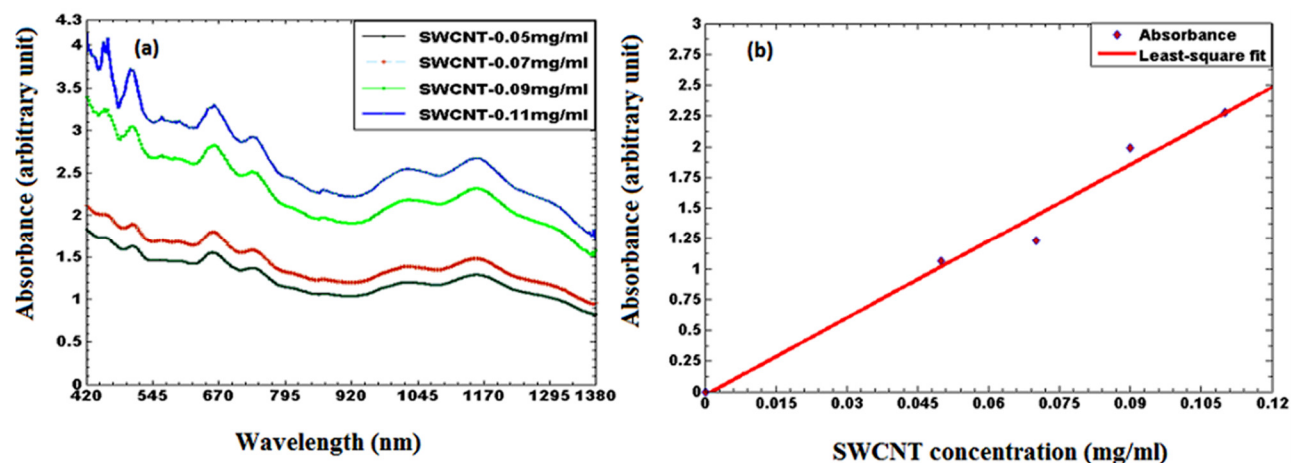 (a)
SWCNT-0.05mg/ml
SWCNT-0.07mg/ml
SWCNT-0.09mg/ml
SWCNT-0.11mg/ml
Absorbance (arbitrary unit)
4.3
4
3.5
3
2.5
2
1.5
1
0.5
0
420 545 670 795 920 1045 1170 1295 1380
Wavelength (nm)
(b)
Absorbance
Least-square fit
Absorbance (arbitrary unit)
3
2.75
2.5
2.25
2
1.75
1.5
1.25
1
0.75
0.5
0.25
0
0 0.015 0.03 0.045 0.06 0.075 0.09 0.105 0.12
SWCNT concentration (mg/ml)